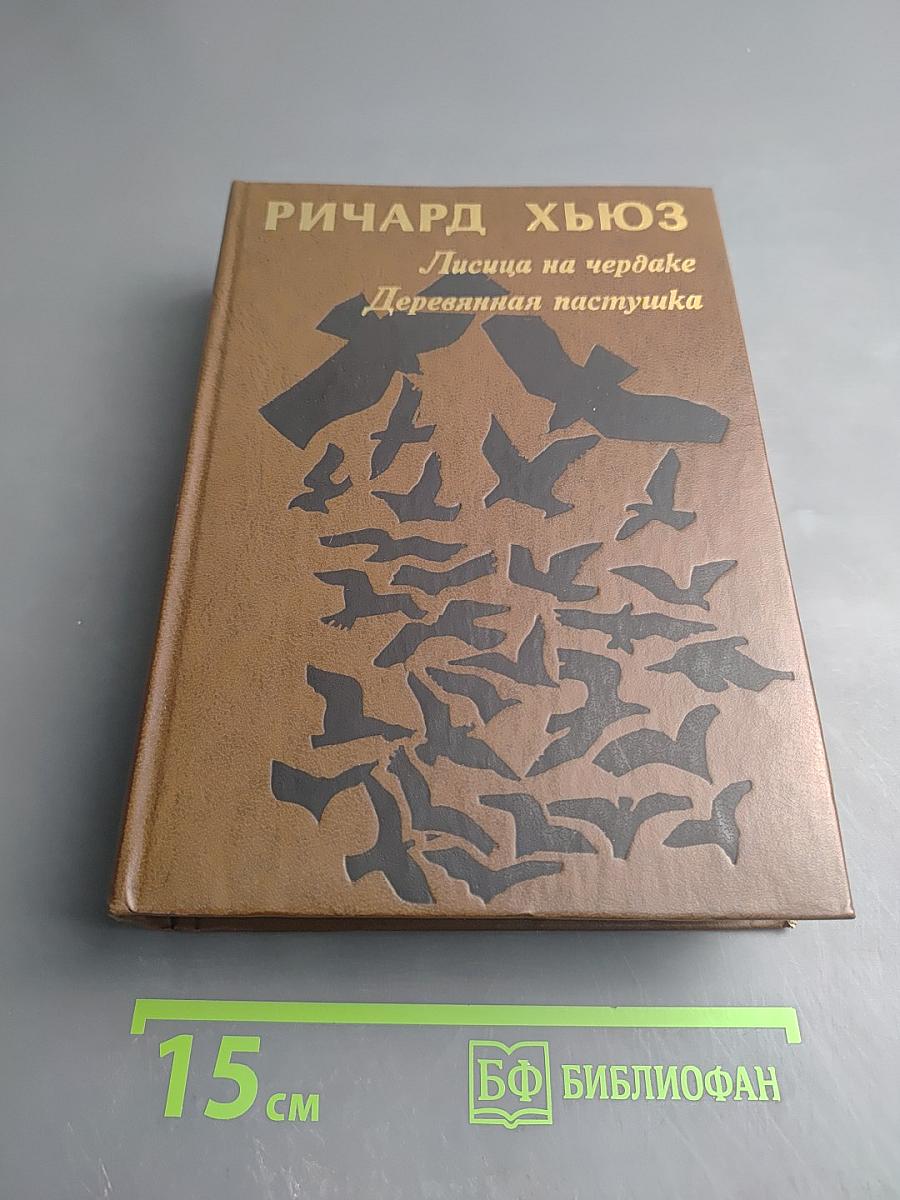 РИЧАРД ХЬЮЗ
Лисица на чердаке
Деревянная пастушка
15 см
БФ БИБЛИОФАН